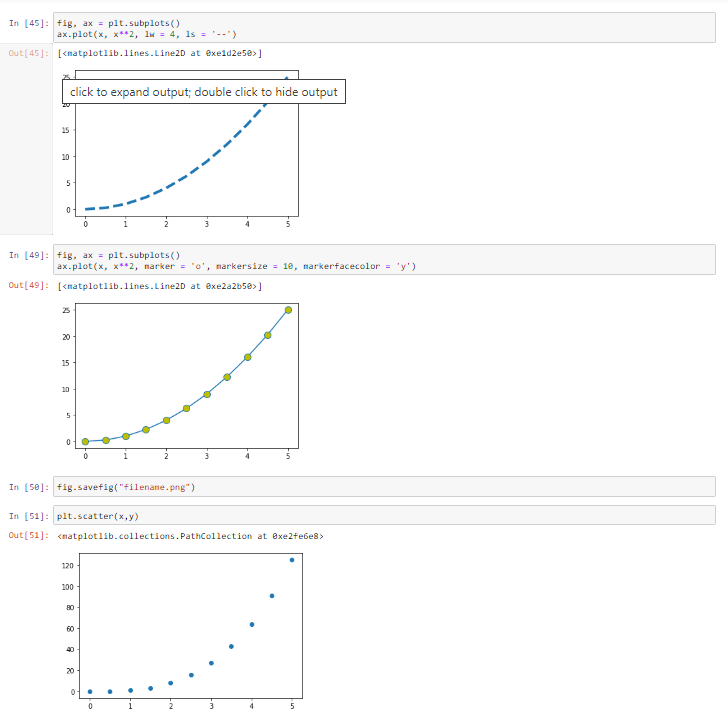 In [45]: fig, ax = plt.subplots()
ax.plot(x, x**2, lw = 4, ls = '--')
Out[45]: [<matplotlib.lines.Line2D at 0xe1d2e50>]
click to expand output; double click to hide output
15
10
5
0
0 1 2 3 4 5
In [49]: fig, ax = plt.subplots()
ax.plot(x, x**2, marker = 'o', markersize = 10, markerfacecolor = 'y')
Out[49]: [<matplotlib.lines.Line2D at 0xe2a2b50>]
25
20
15
10
5
0
0 1 2 3 4 5
In [50]: fig.savefig("filename.png")
In [51]: plt.scatter(x,y)
Out[51]: <matplotlib.collections.PathCollection at 0xe2fe6e8>
120
100
80
60
40
20
0
0 1 2 3 4 5